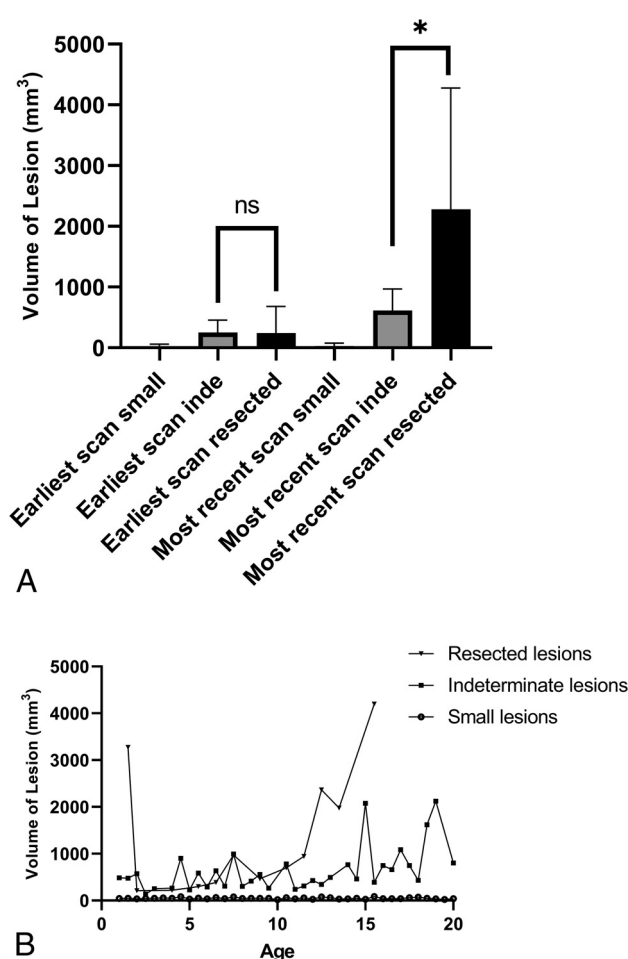 *
5000
4000
3000
2000
1000
0
Volume of Lesion (mm³)
ns
Earliest scan small
Earliest scan inde
Earliest scan resected
Most recent scan small
Most recent scan inde
Most recent scan resected
A
Resected lesions
Indeterminate lesions
Small lesions
5000
4000
3000
2000
1000
0
Volume of Lesion (mm³)
0 5 10 15 20
Age
B